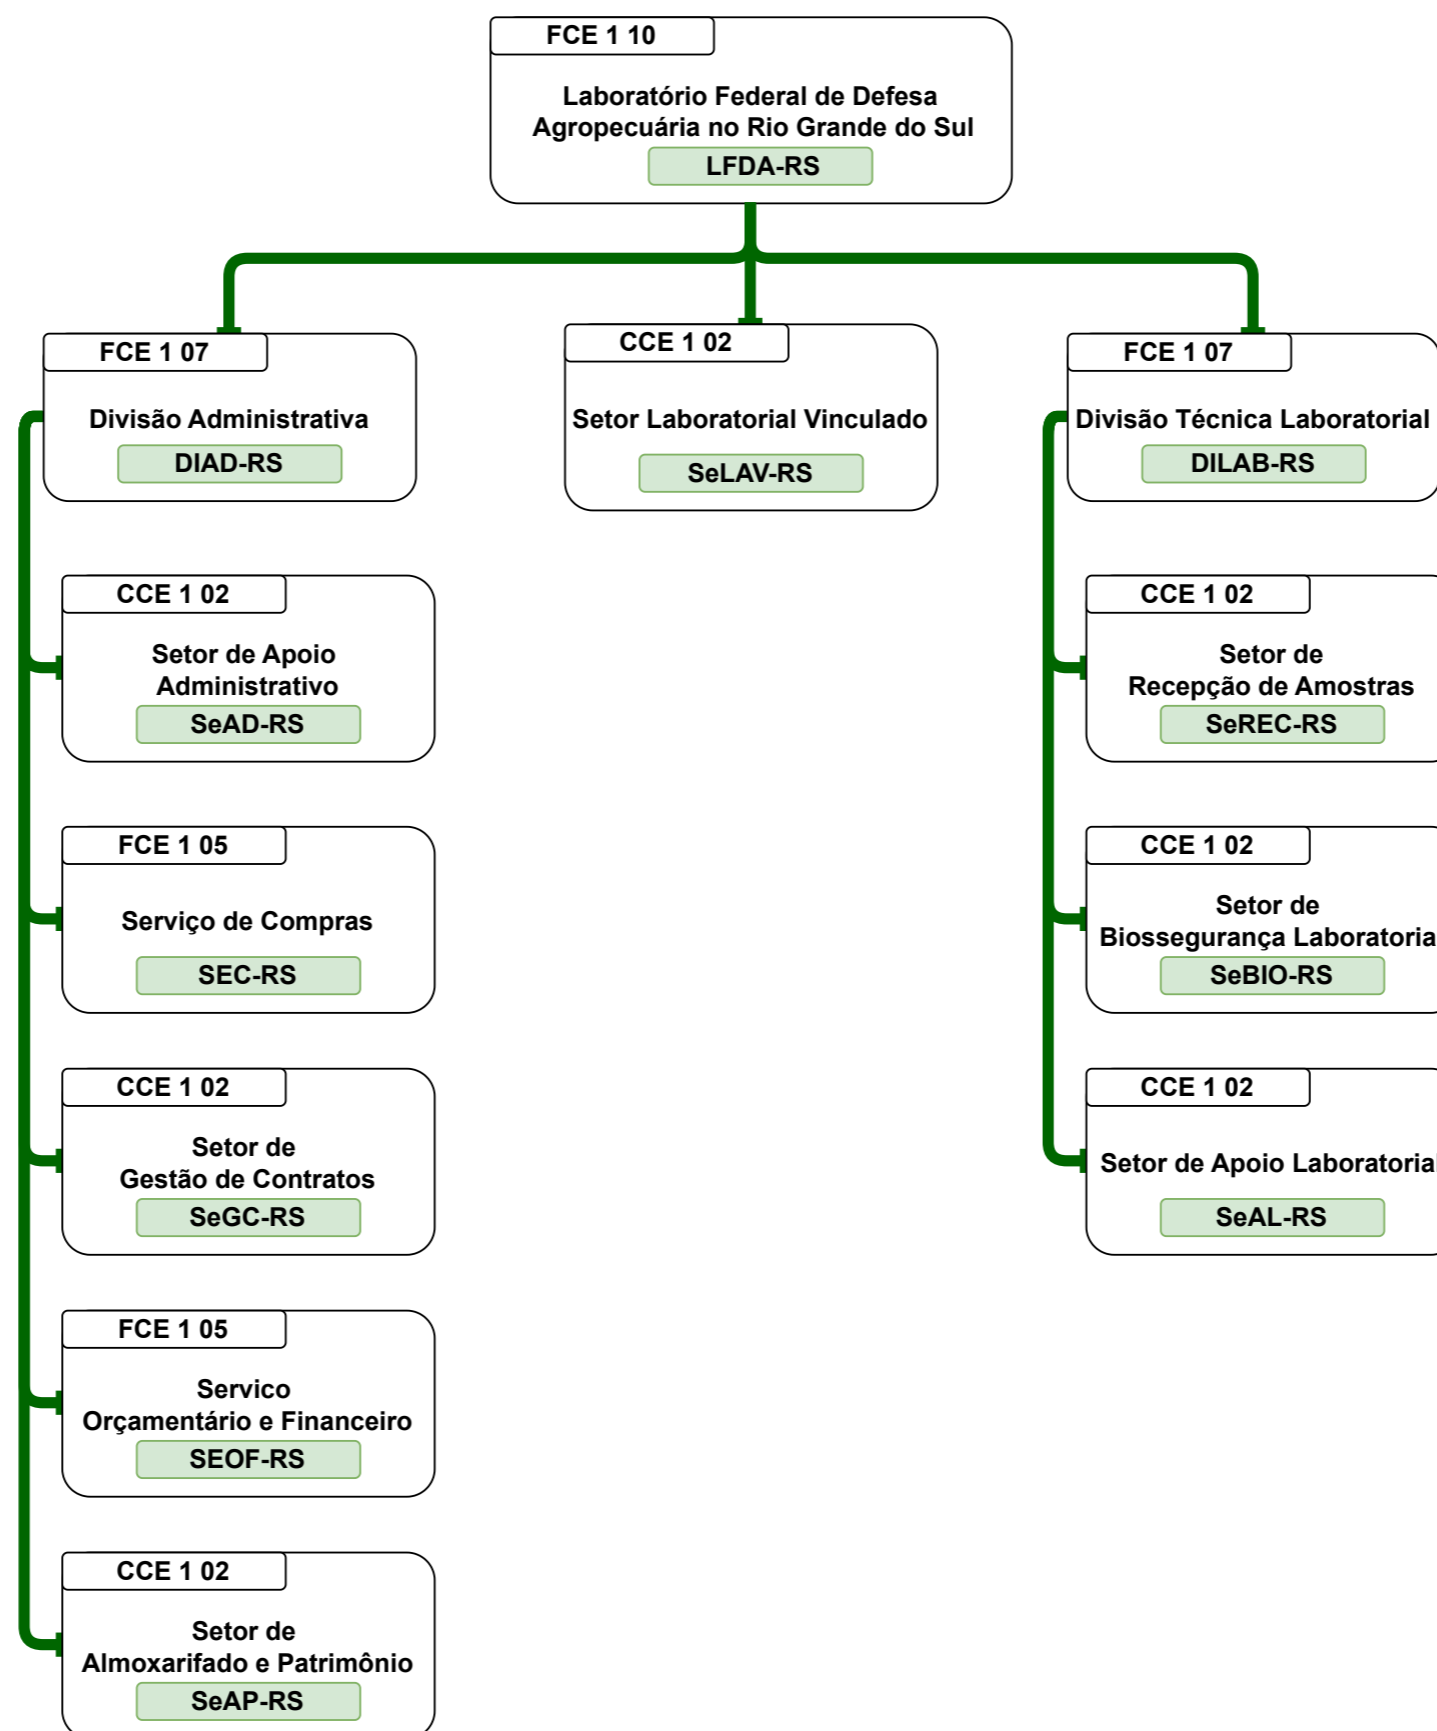 FCE 1 10
Laboratório Federal de Defesa
Agropecuária no Rio Grande do Sul
LFDA-RS
FCE 1 07
Divisão Administrativa
DIAD-RS
CCE 1 02
Setor Laboratorial Vinculado
SeLAV-RS
FCE 1 07
Divisão Técnica Laboratorial
DILAB-RS
CCE 1 02
Setor de Apoio
Administrativo
SeAD-RS
FCE 1 05
Serviço de Compras
SEC-RS
CCE 1 02
Setor de
Gestão de Contratos
SeGC-RS
FCE 1 05
Servico
Orçamentário e Financeiro
SEOF-RS
CCE 1 02
Setor de
Almoxarifado e Patrimônio
SeAP-RS
CCE 1 02
Setor de
Recepção de Amostras
SeREC-RS
CCE 1 02
Setor de
Biossegurança Laboratoria
SeBIO-RS
CCE 1 02
Setor de Apoio Laboratorial
SeAL-RS